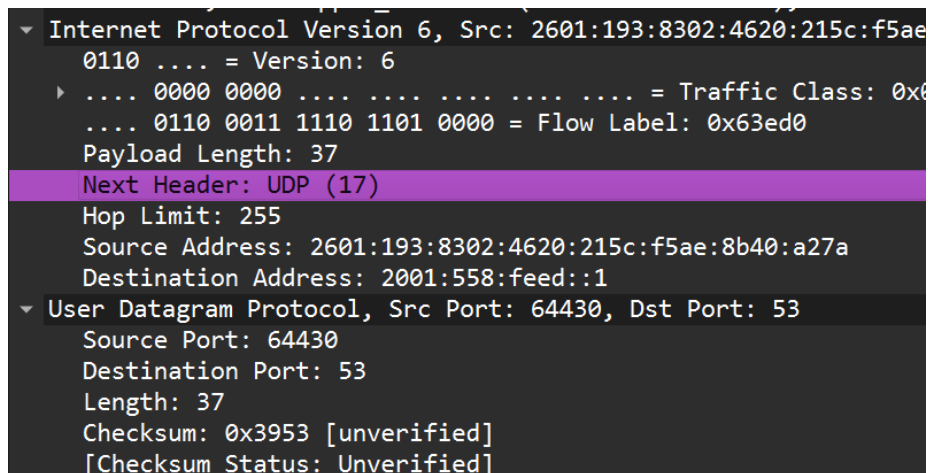 Internet Protocol Version 6, Src: 2601:193:8302:4620:215c:f5ae
0110 .... = Version: 6
.... 0000 0000 .... .... .... .... .... = Traffic Class: 0x
.... 0110 0011 1110 1101 0000 = Flow Label: 0x63ed0
Payload Length: 37
Next Header: UDP (17)
Hop Limit: 255
Source Address: 2601:193:8302:4620:215c:f5ae:8b40:a27a
Destination Address: 2001:558:feed::1
User Datagram Protocol, Src Port: 64430, Dst Port: 53
Source Port: 64430
Destination Port: 53
Length: 37
Checksum: 0x3953 [unverified]
[Checksum Status: Unverified]